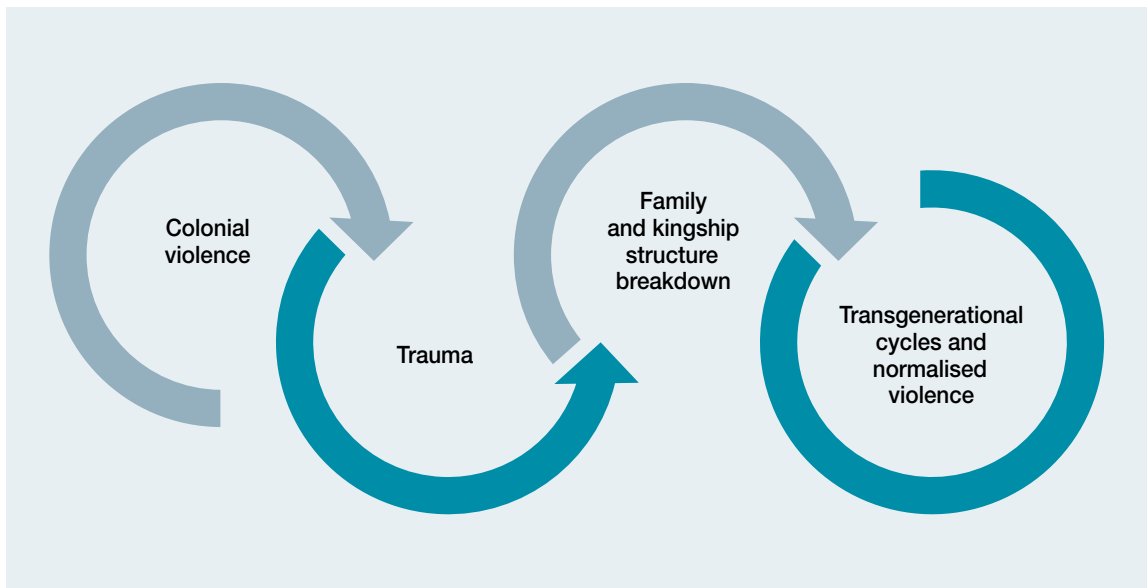 Colonial
violence
Trauma
Family
and kingship
structure
breakdown
Transgenerational
cycles and
normalised
violence